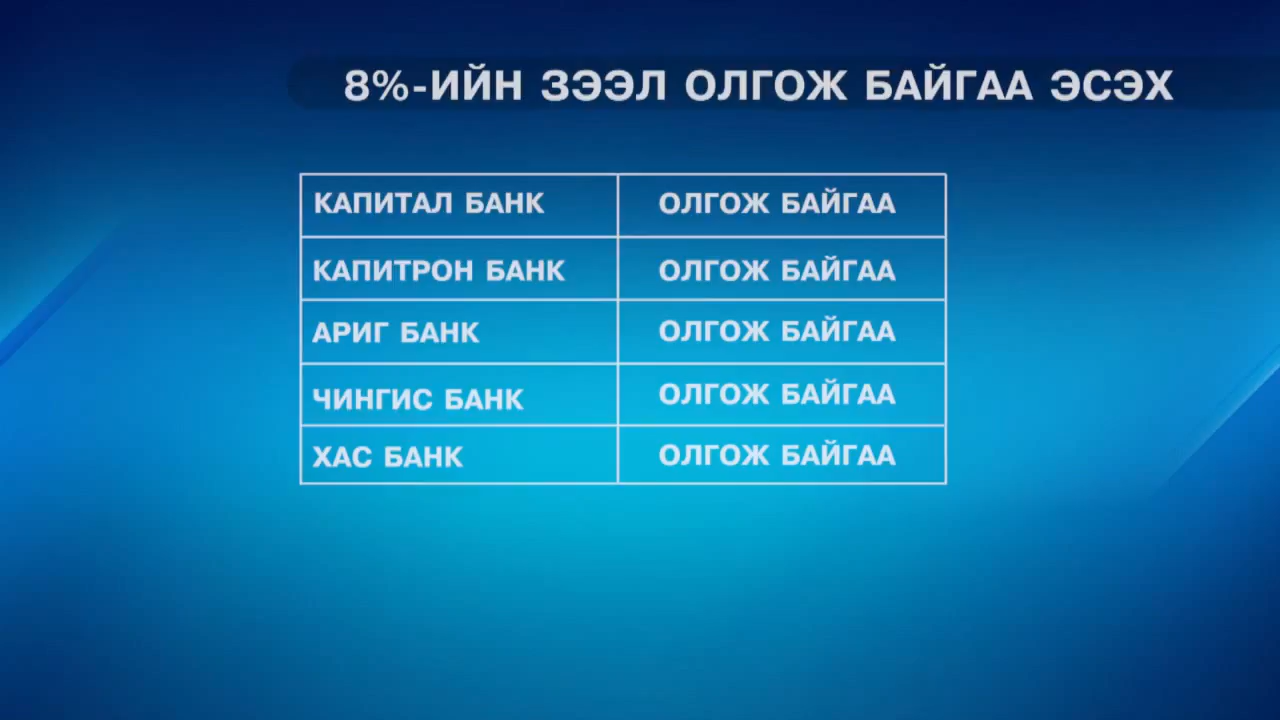 8%-ИЙН ЗЭЭЛ ОЛГОЖ БАЙГАА ЭСЭХ
КАПИТАЛ БАНК ОЛГОЖ БАЙГАА
КАПИТРОН БАНК ОЛГОЖ БАЙГАА
АРИГ БАНК ОЛГОЖ БАЙГАА
ЧИНГИС БАНК ОЛГОЖ БАЙГАА
ХАС БАНК ОЛГОЖ БАЙГАА